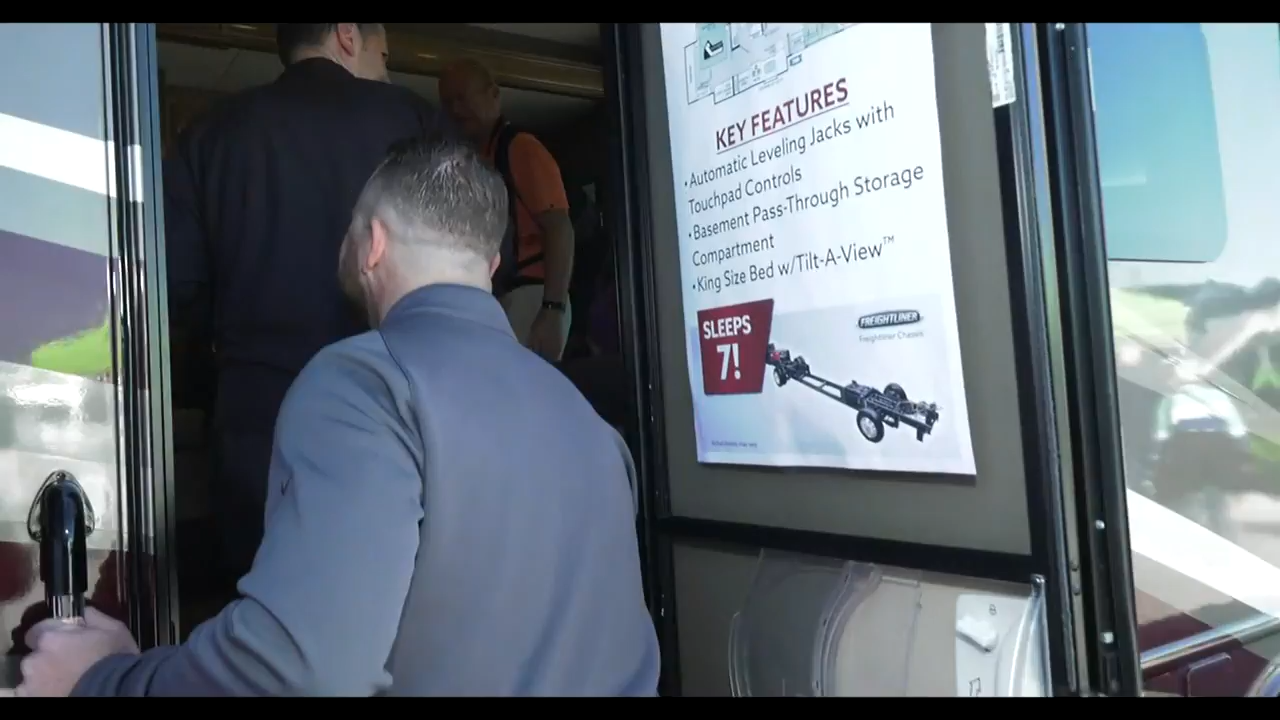 KEY FEATURES
•Automatic Leveling Jacks with
Touchpad Controls
•Basement Pass-Through Storage
Compartment
•King Size Bed w/Tilt-A-View™
SLEEPS
7!
FREIGHTLINER
Freightliner Chassis